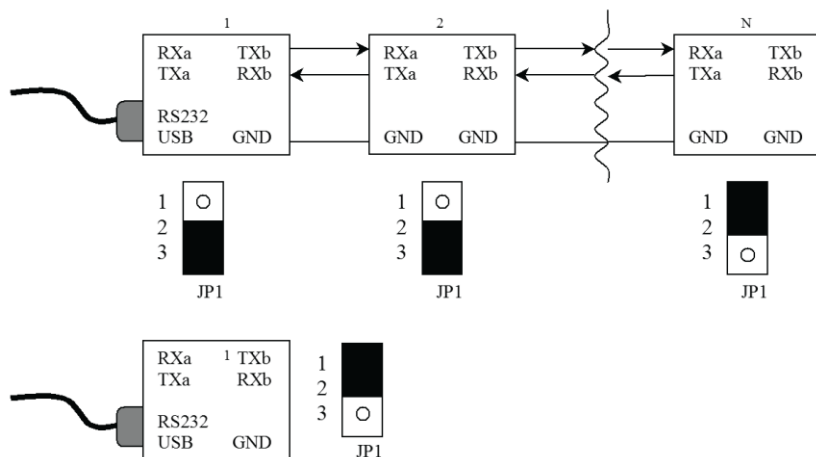 1 2 N
RXa TXb RXa TXb RXa TXb
TXa RXb TXa RXb TXa RXb
RS232
USB GND GND GND GND GND
1 1 1
2 2 2
3 3 3
JP1 JP1 JP1
RXa 1 TXb
TXa RXb
RS232
USB GND
1
2
3
JP1